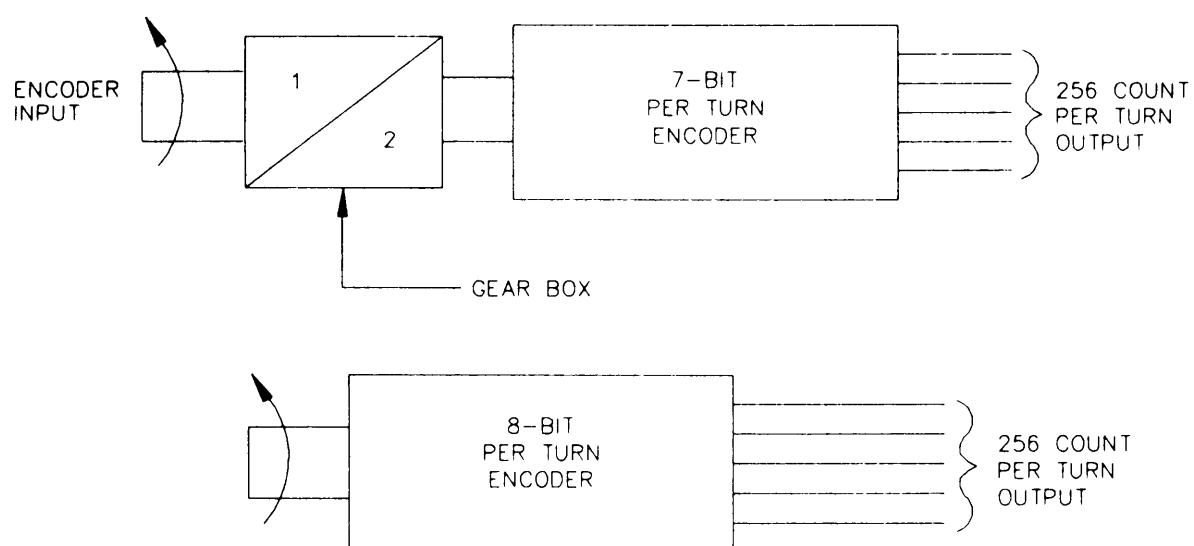 ENCODER
INPUT
1
2
7-BIT
PER TURN
ENCODER
256 COUNT
PER TURN
OUTPUT
GEAR BOX
8-BIT
PER TURN
ENCODER
256 COUNT
PER TURN
OUTPUT